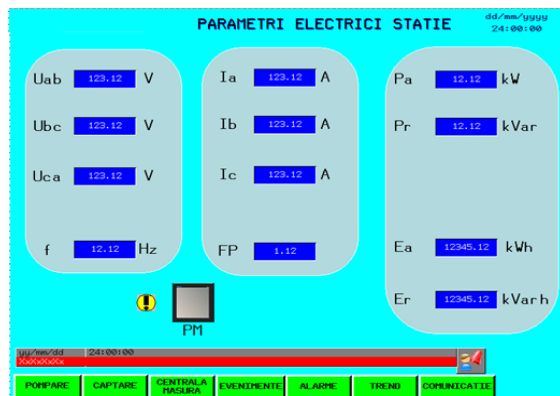 PARAMETRI ELECTRICI STATIE
dd/mm/yyyy
24:00:00
Uab 123.12 V
Ubc 123.12 V
Uca 123.12 V
f 12.12 Hz
Ia 123.12 A
Ib 123.12 A
Ic 123.12 A
FP 1.12
Pa 12.12 kW
Pr 12.12 kVar
Ea 12345.12 kWh
Er 12345.12 kVarh
!
PM
yy/mm/dd 24:00:00
XxXxXxXx
POMPARE
CAPTARE
CENTRALA
MASURA
EVENIMENTE
ALARME
TREND
COMUNICATIE